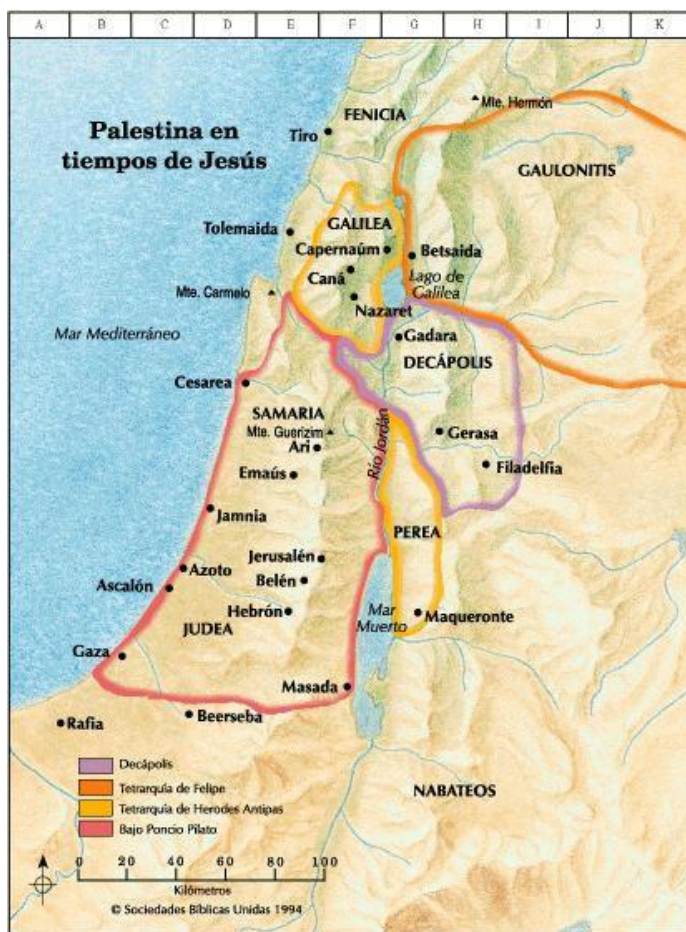 A B C D E F G H I J K
Palestina en
tiempos de Jesús
FENICIA
Mte. Hermón
Tiro
GAULONITIS
GALILEA
Tolemaida
Capernaúm
Betsaida
Caná
Lago de
Galilea
Mte. Carmelo
Nazaret
Mar Mediterráneo
Gadara
DECÁPOLIS
Cesarea
SAMARIA
Mte. Guerizim
Río Jordán
Gerasa
Ari
Filadelfia
Emaús
Jamnia
PEREA
Jerusalén
Azoto
Belén
Ascalón
Hebrón
Mar
Muerto
Maqueronte
JUDEA
Gaza
Masada
Beerseba
Rafia
Decápolis
Tetrarquía de Felipe
Tetrarquía de Herodes Antipas
Bajo Poncio Pilato
NABATEOS
0 20 40 60 80 100
Kilómetros
© Sociedades Bíblicas Unidas 1994